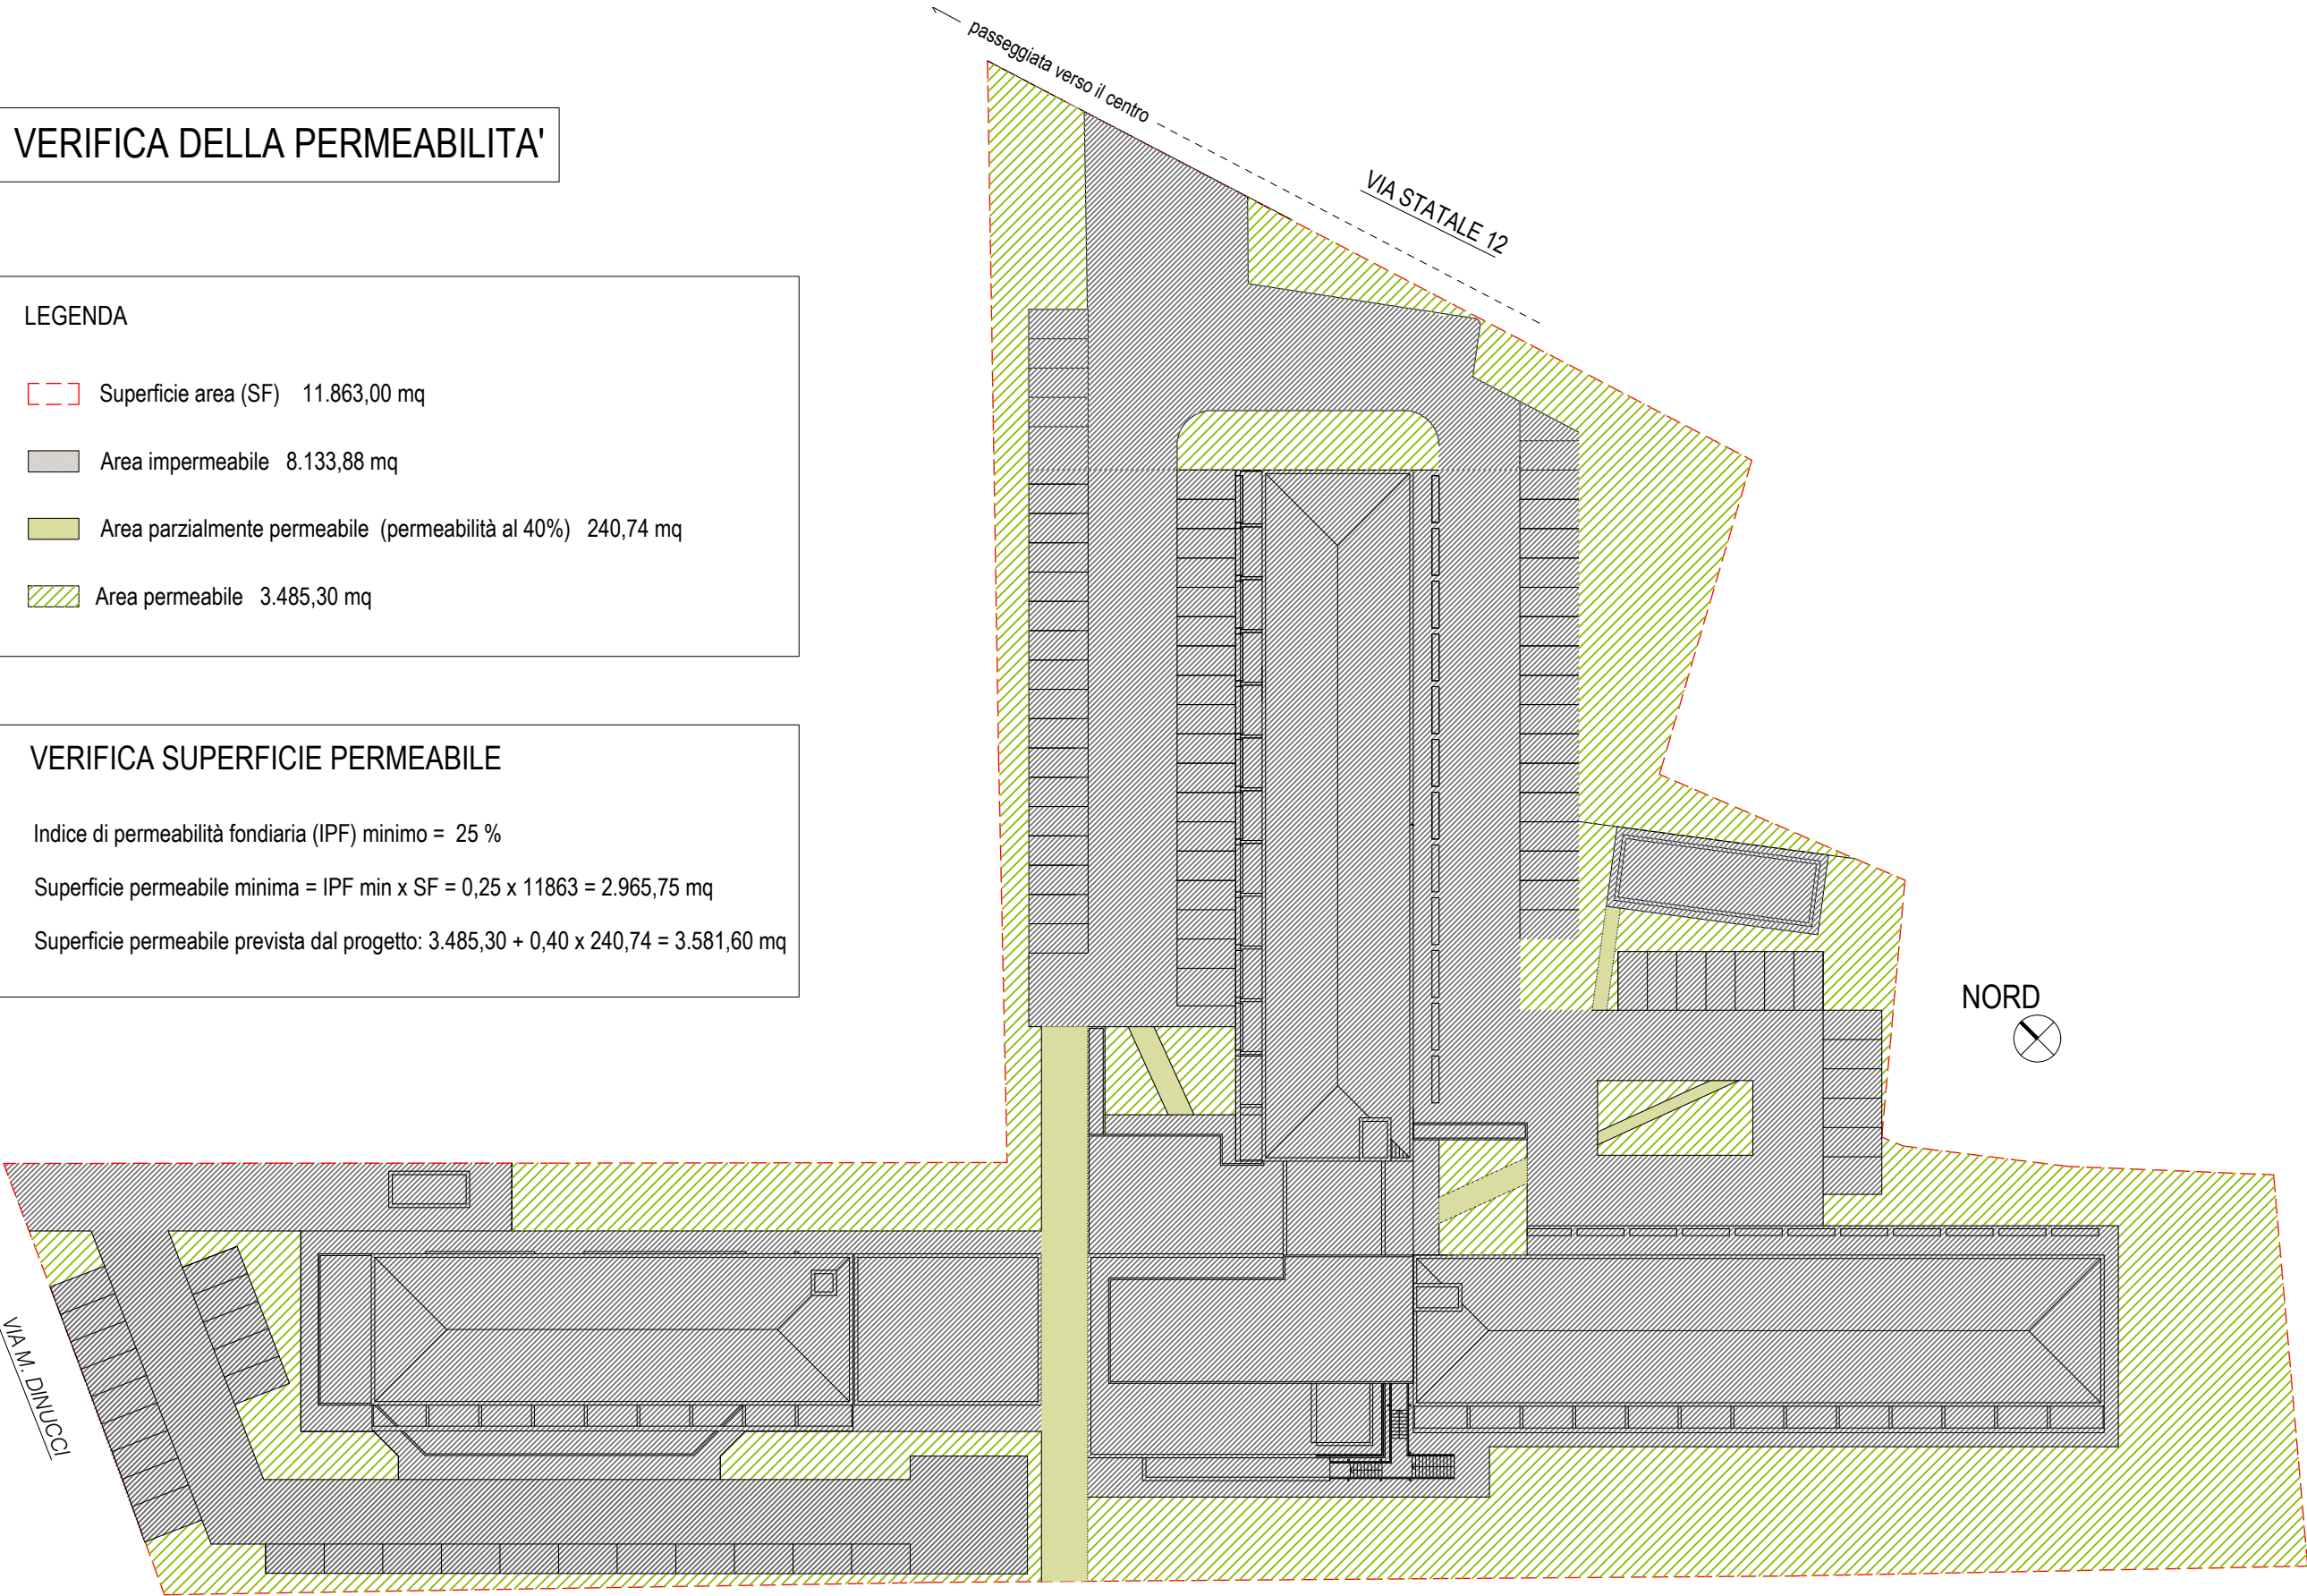 passeggiata verso il centro
VERIFICA DELLA PERMEABILITA'
VIA STATALE 12
LEGENDA
Superficie area (SF) 11.863,00 mq
Area impermeabile 8.133,88 mq
Area parzialmente permeabile (permeabilità al 40%) 240,74 mq
Area permeabile 3.485,30 mq
VERIFICA SUPERFICIE PERMEABILE
Indice di permeabilità fondiaria (IPF) minimo = 25 %
Superficie permeabile minima = IPF min x SF = 0,25 x 11863 = 2.965,75 mq
Superficie permeabile prevista dal progetto: 3.485,30 + 0,40 x 240,74 = 3.581,60 mq
NORD
VIA M. DINUCCI